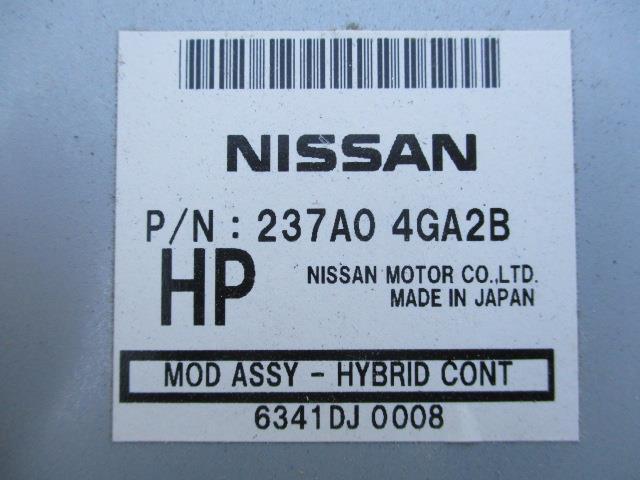 NISSAN
P/N : 237A0 4GA2B
HP NISSAN MOTOR CO.,LTD.
MADE IN JAPAN
MOD ASSY - HYBRID CONT
6341DJ 0008